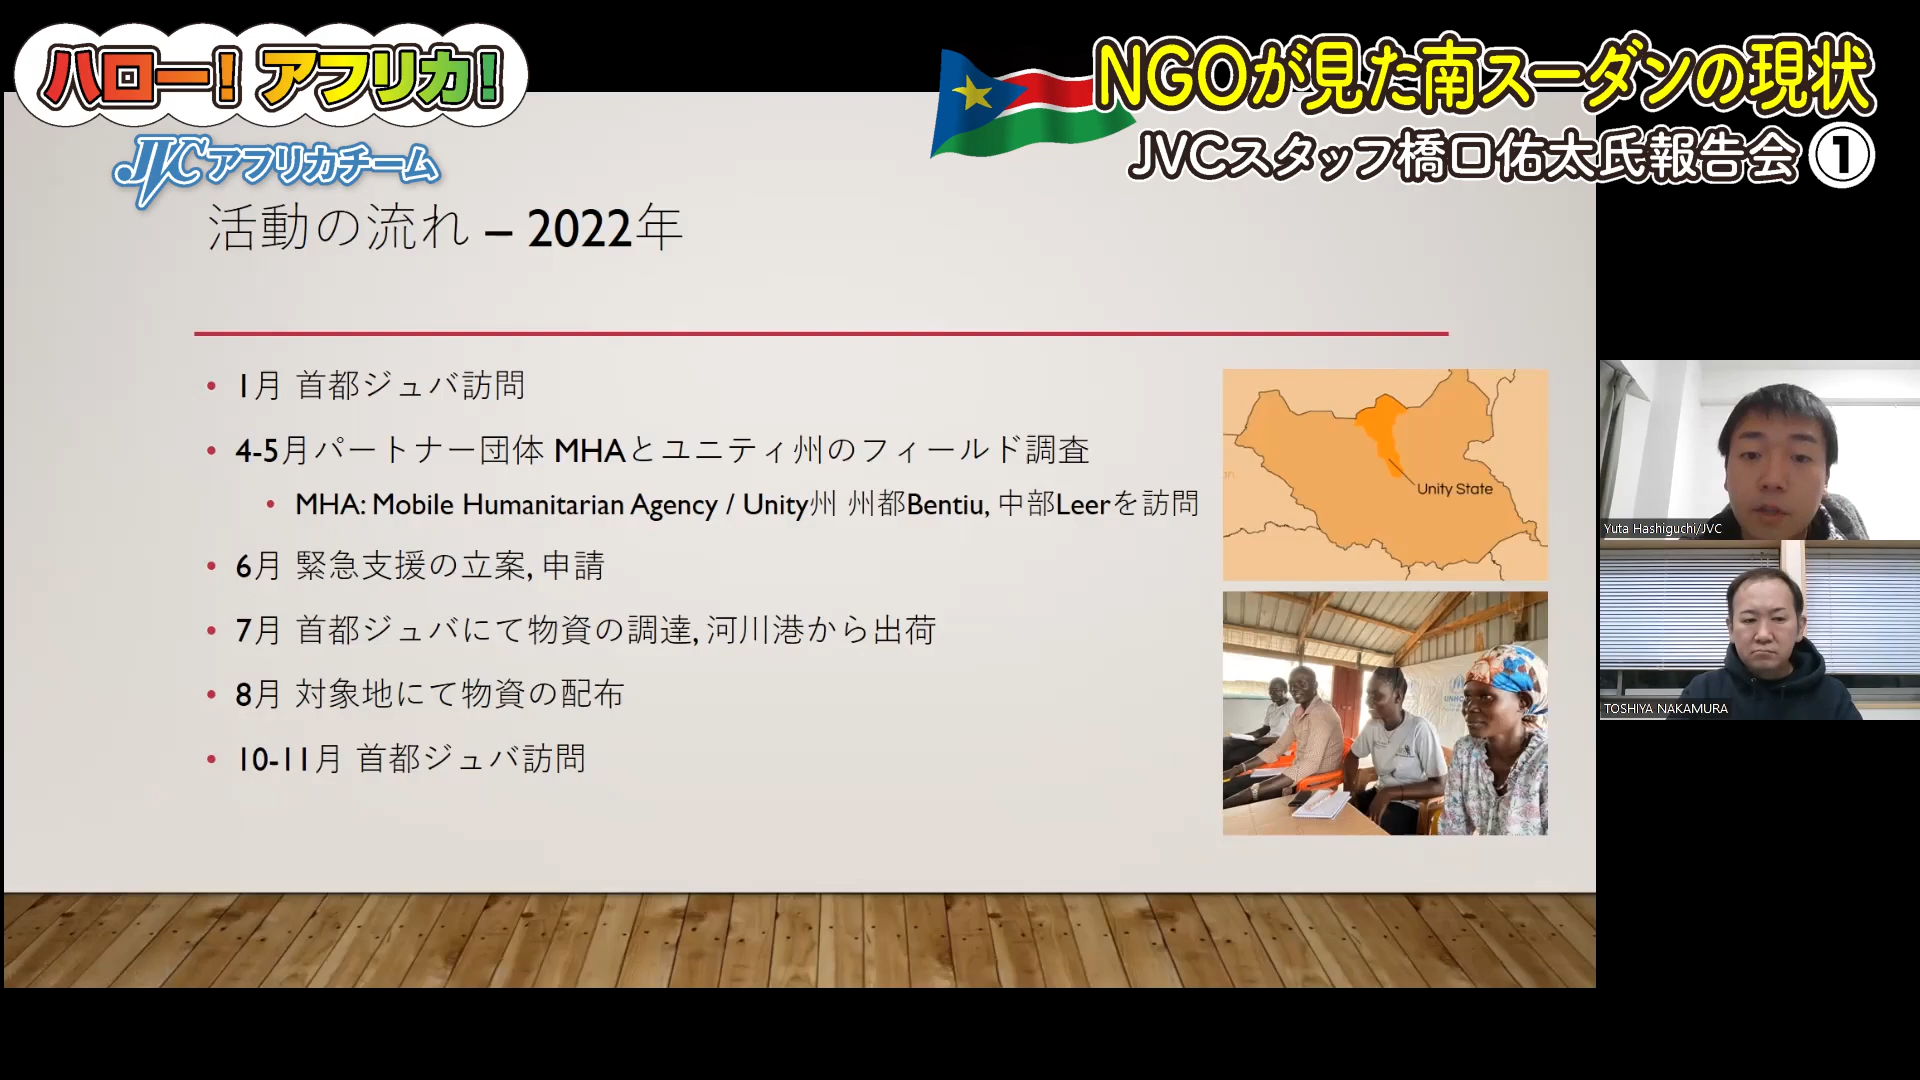 ハロー！アフリカ！
JVCアフリカチーム
NGOが見た南スーダンの現状
JVCスタッフ橋口佑太氏報告会①
活動の流れ – 2022年
• 1月 首都ジュバ訪問
• 4-5月パートナー団体 MHAとユニティ州のフィールド調査
• MHA: Mobile Humanitarian Agency / Unity州 州都Bentiu, 中部Leerを訪問
• 6月 緊急支援の立案, 申請
• 7月 首都ジュバにて物資の調達, 河川港から出荷
• 8月 対象地にて物資の配布
• 10-11月 首都ジュバ訪問
Unity State
Yuta Hashiguchi/JVC
TOSHIYA NAKAMURA